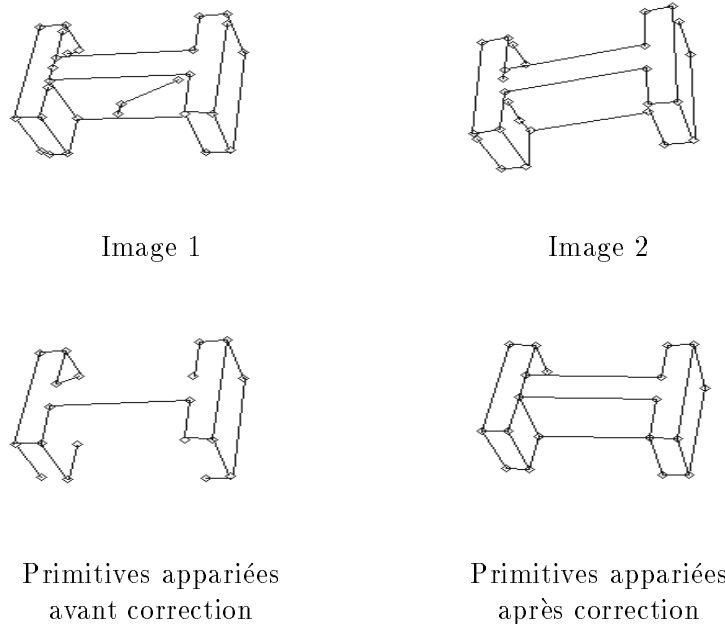 Image 1
Image 2
Primitives appariées
avant correction
Primitives appariées
après correction